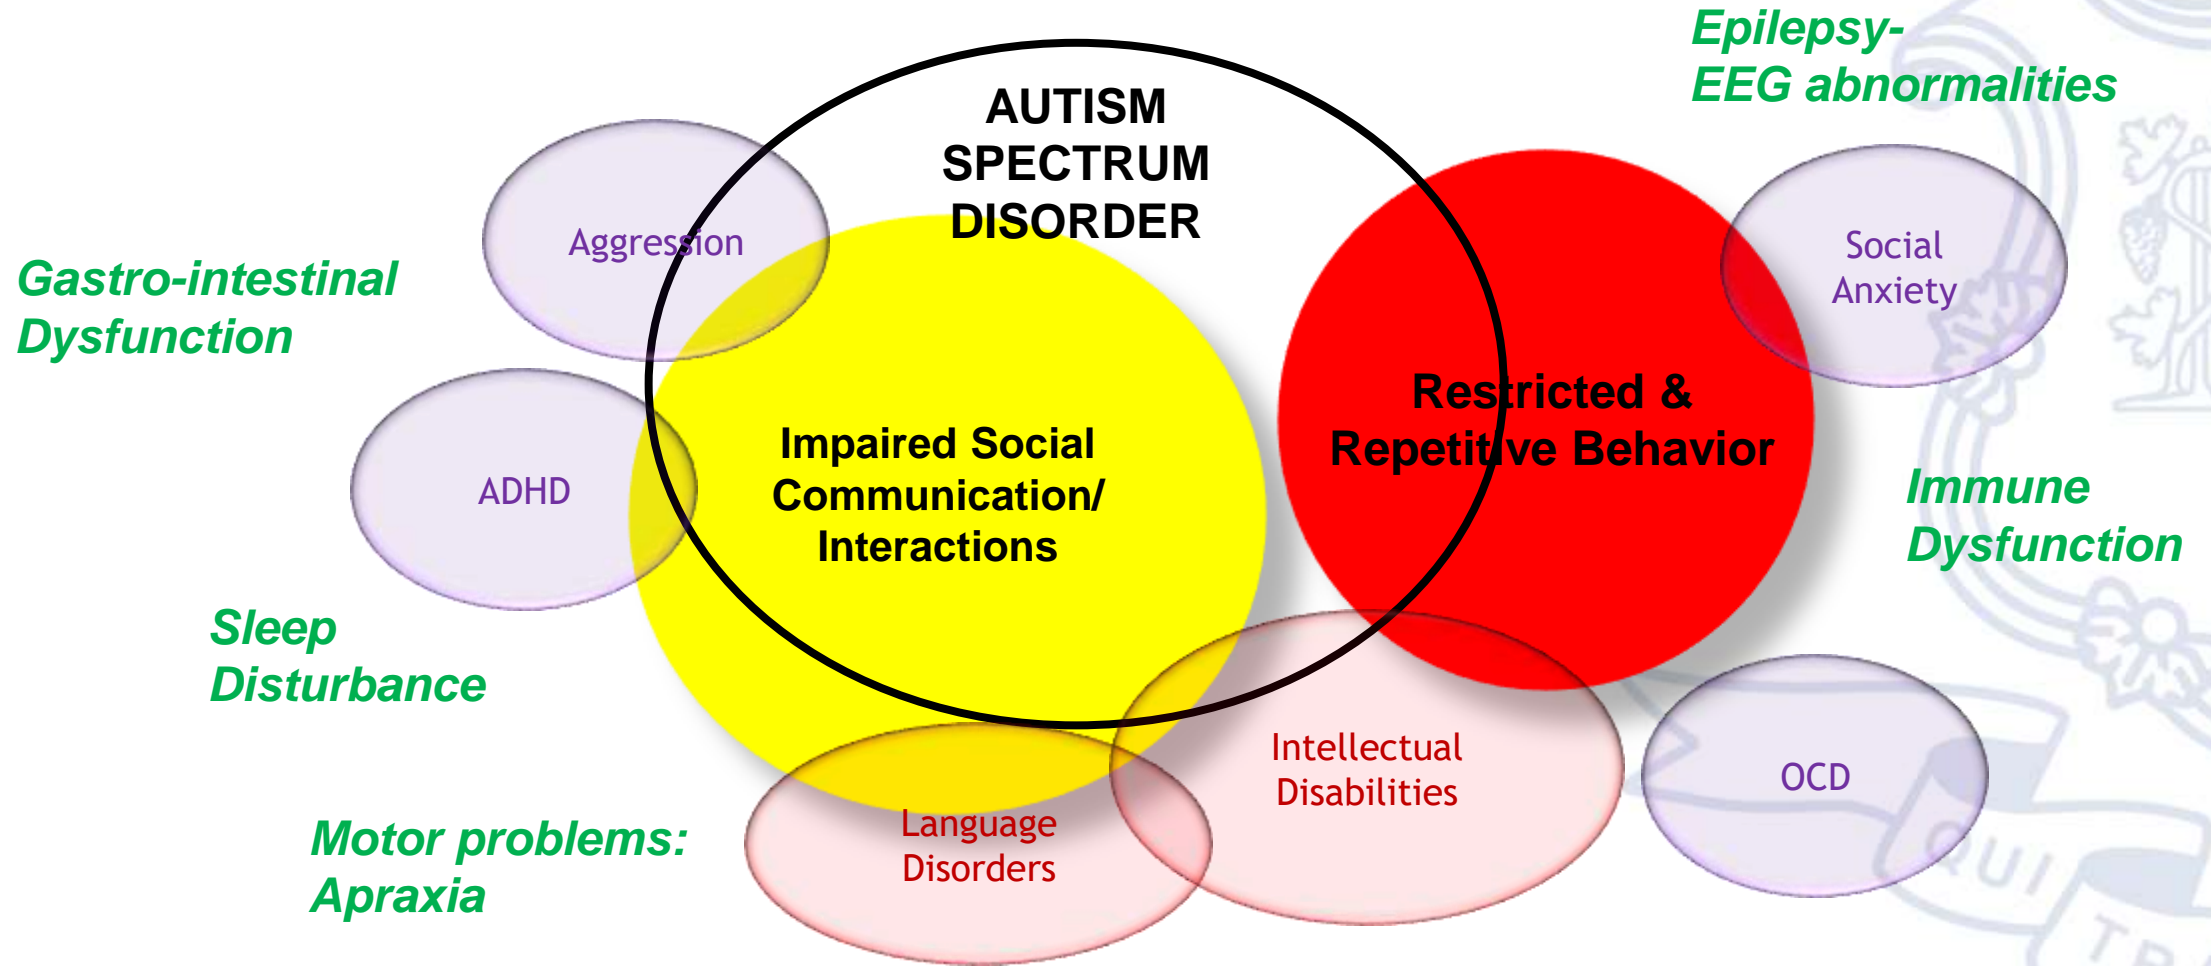 Epilepsy-
EEG abnormalities
AUTISM
SPECTRUM
DISORDER
Aggression
Social
Anxiety
Gastro-intestinal
Dysfunction
Restricted &
Repetitive Behavior
Impaired Social
Communication/
Interactions
ADHD
Immune
Dysfunction
Sleep
Disturbance
Intellectual
Disabilities
OCD
Language
Disorders
Motor problems:
Apraxia
QUI